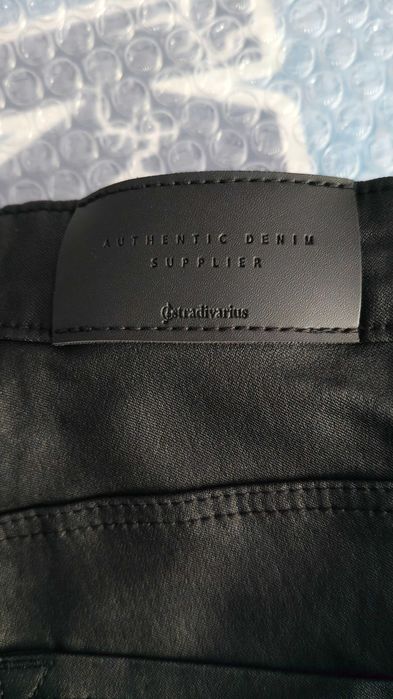 AUTHENTIC DENIM
SUPPLIER
stradivarius